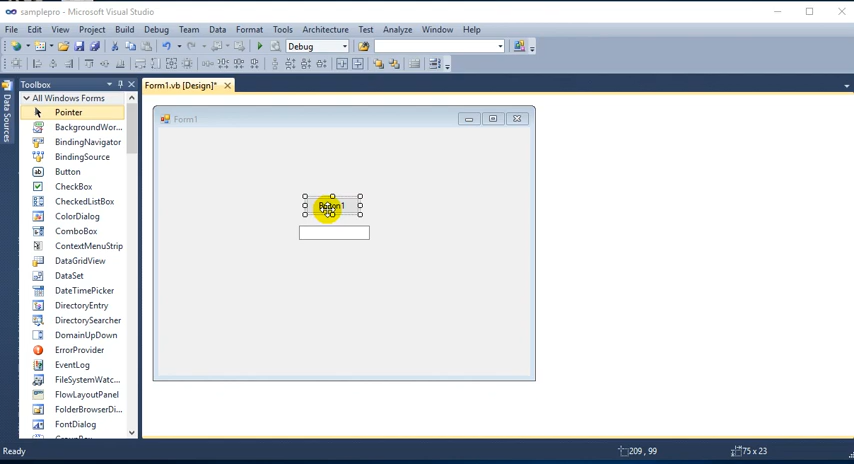 samplepro - Microsoft Visual Studio
File Edit View Project Build Debug Team Data Format Tools Architecture Test Analyze Window Help
Debug
Toolbox
Form1.vb [Design]*
Data Sources
All Windows Forms
Pointer
BackgroundWor...
BindingNavigator
BindingSource
Button
CheckBox
CheckedListBox
ColorDialog
ComboBox
ContextMenuStrip
DataGridView
DataSet
DateTimePicker
DirectoryEntry
DirectorySearcher
DomainUpDown
ErrorProvider
EventLog
FileSystemWatc...
FlowLayoutPanel
FolderBrowserDi...
FontDialog
Form1
Button1
Ready
209 , 99
75 x 23